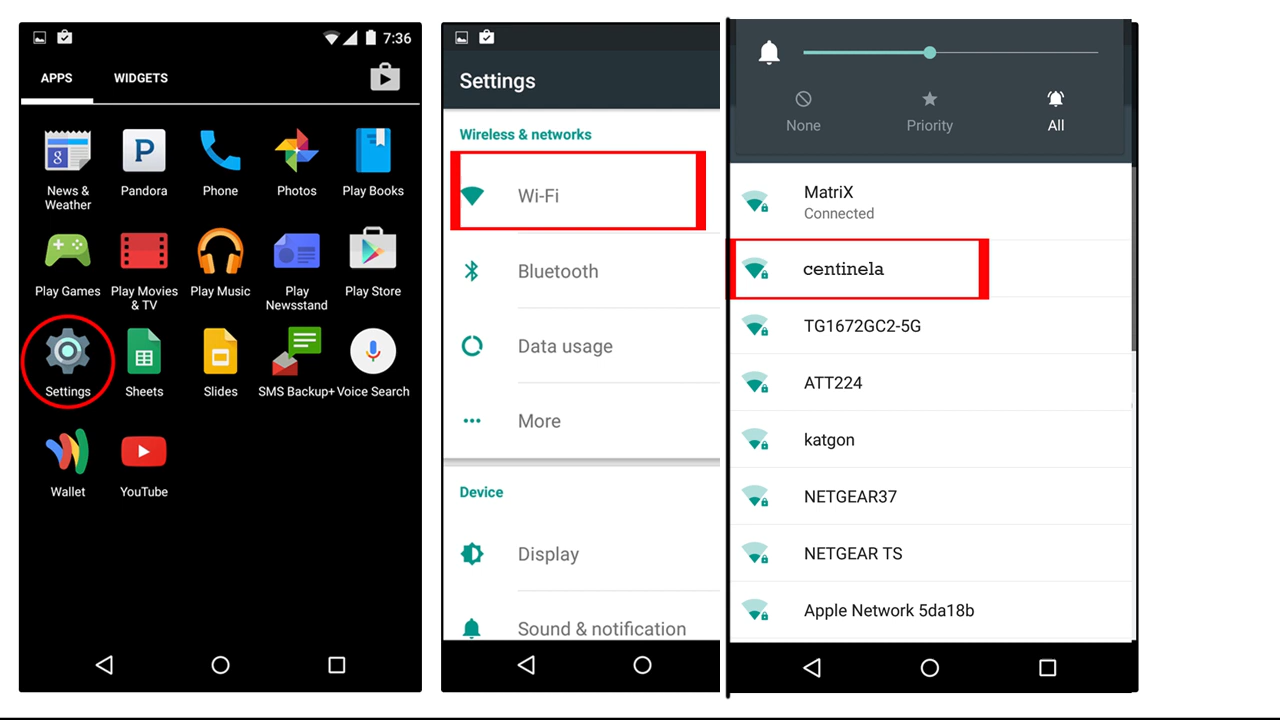 7:36
APPS WIDGETS
News &
Weather
Pandora
Phone
Photos
Play Books
Play Games
Play Movies
& TV
Play Music
Play
Newsstand
Play Store
Settings
Sheets
Slides
SMS Backup+
Voice Search
Wallet
YouTube
Settings
Wireless & networks
Wi-Fi
Bluetooth
Data usage
More
Device
Display
Sound & notification
None
Priority
All
MatriX
Connected
centinela
TG1672GC2-5G
ATT224
katgon
NETGEAR37
NETGEAR TS
Apple Network 5da18b